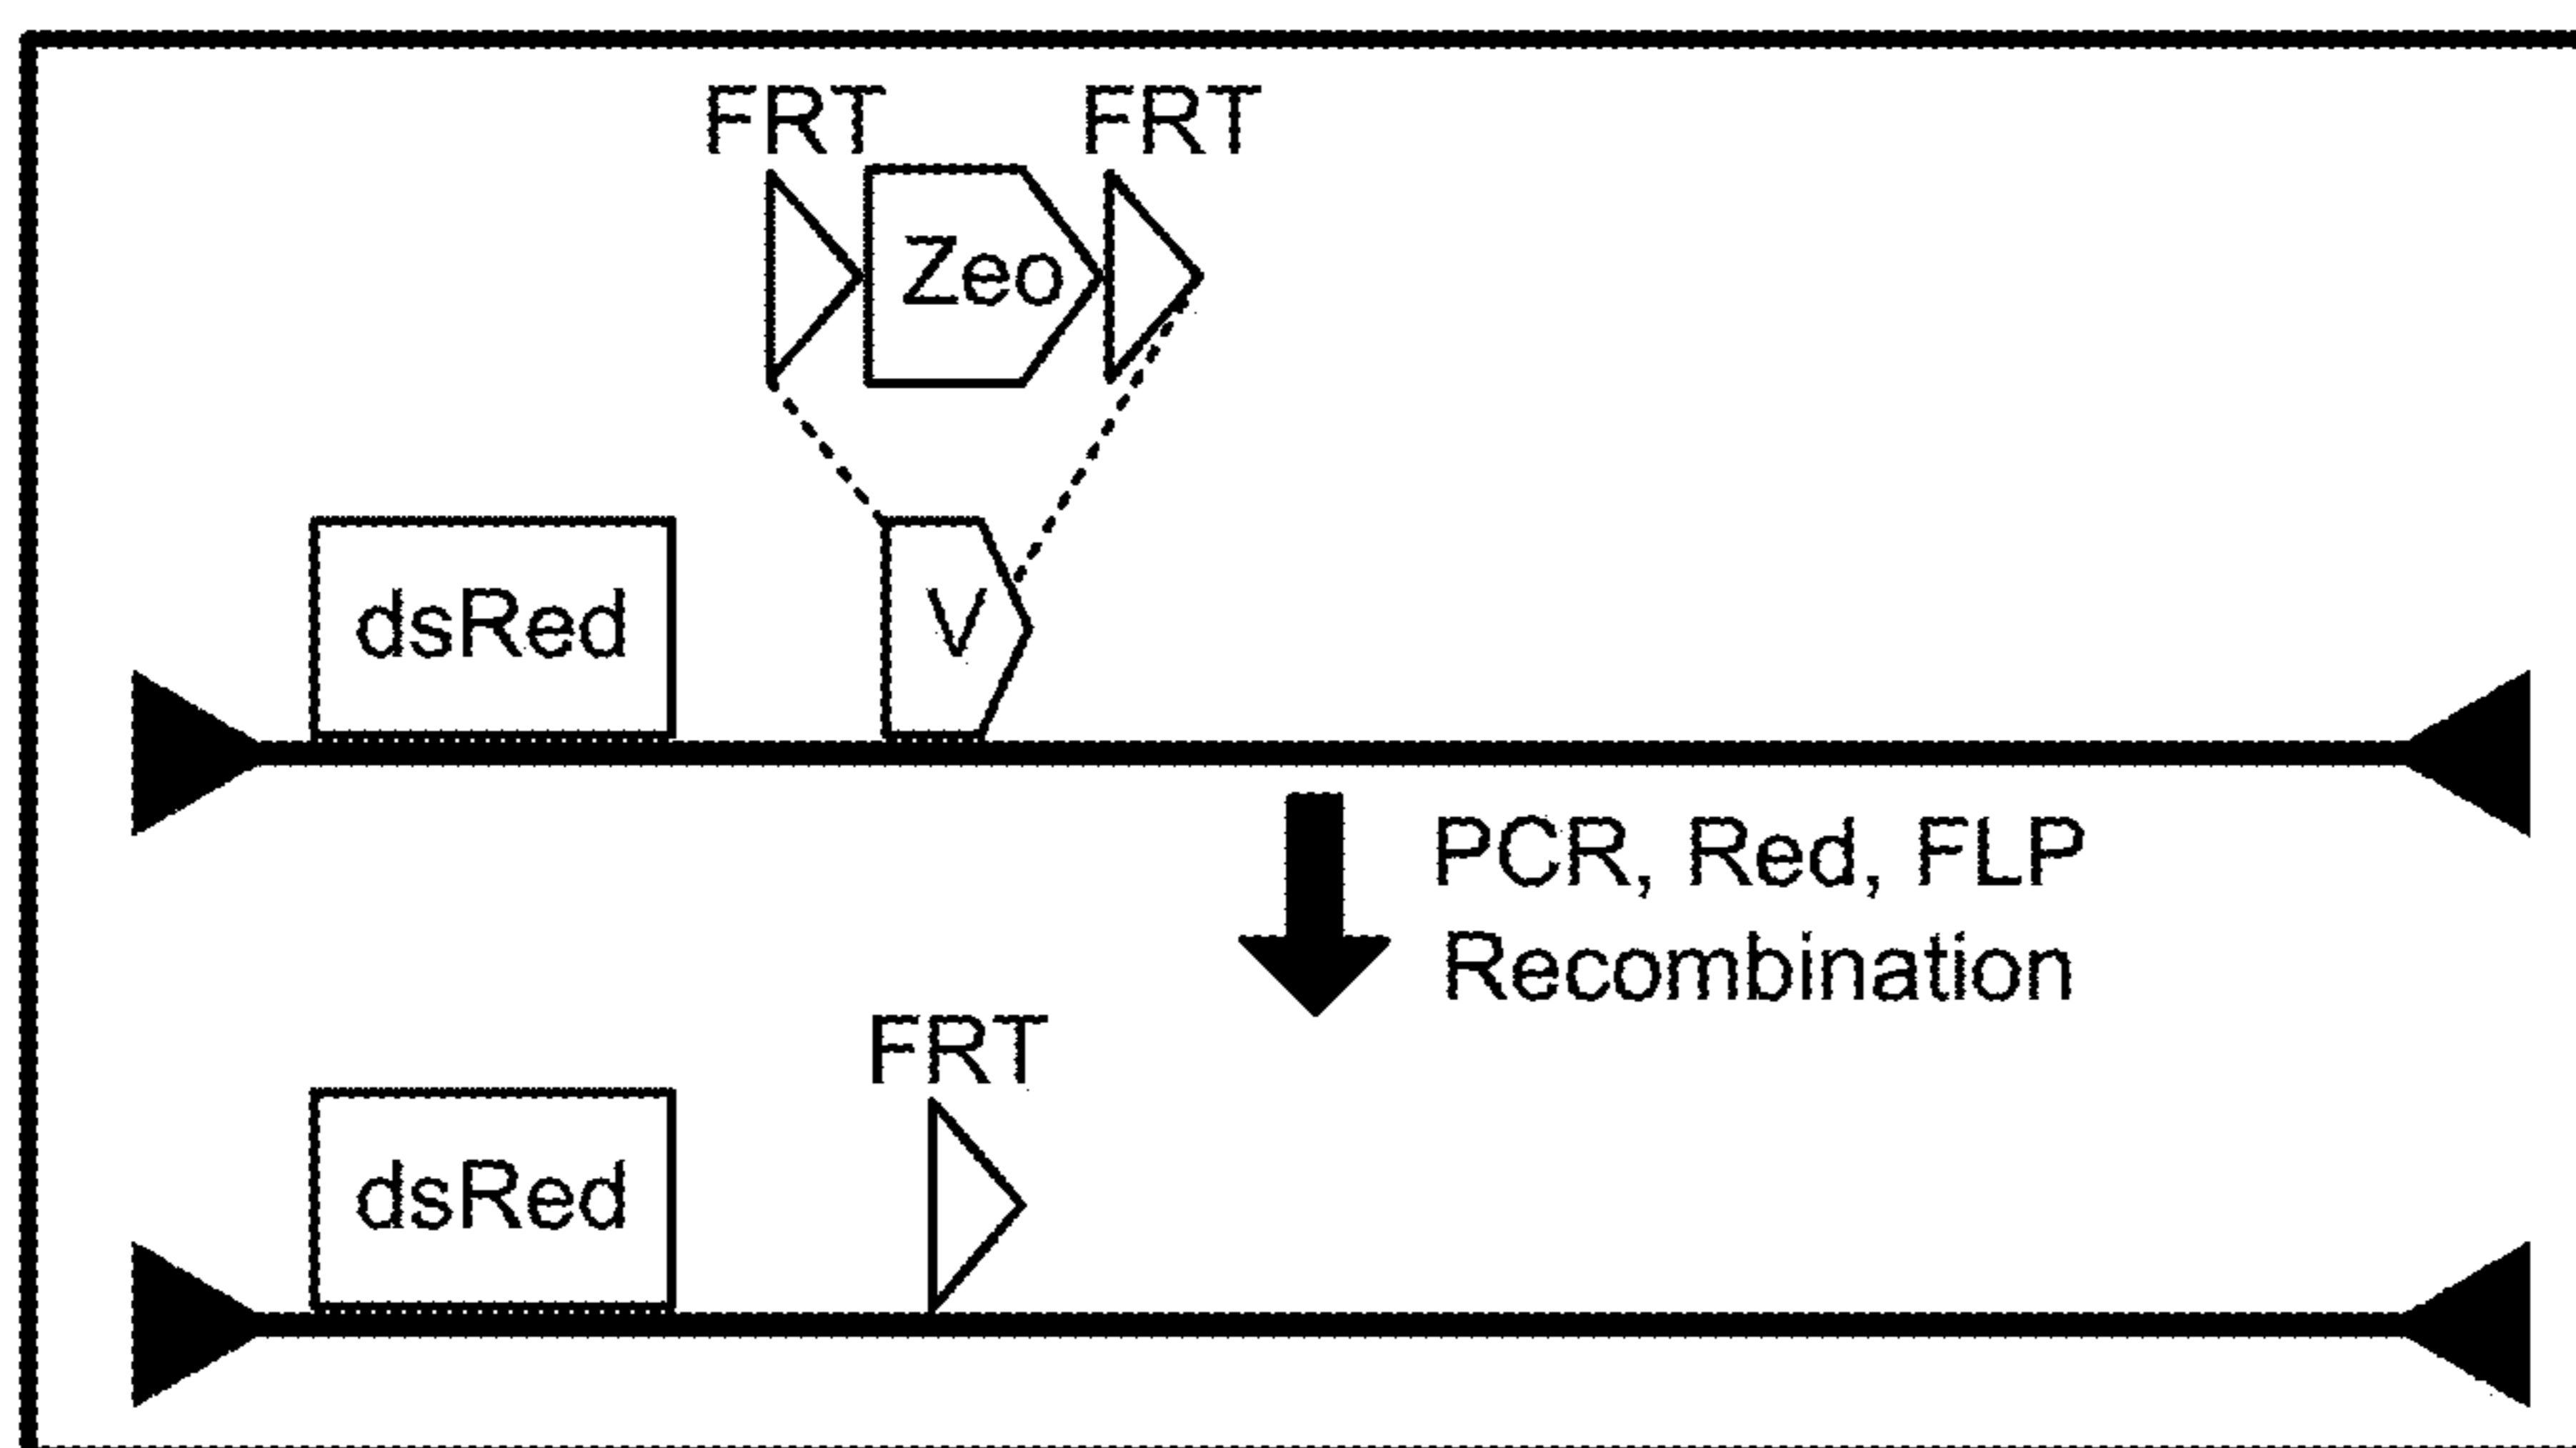 FRT FRT
Zeo
dsRed V
PCR, Red, FLP
Recombination
FRT
dsRed